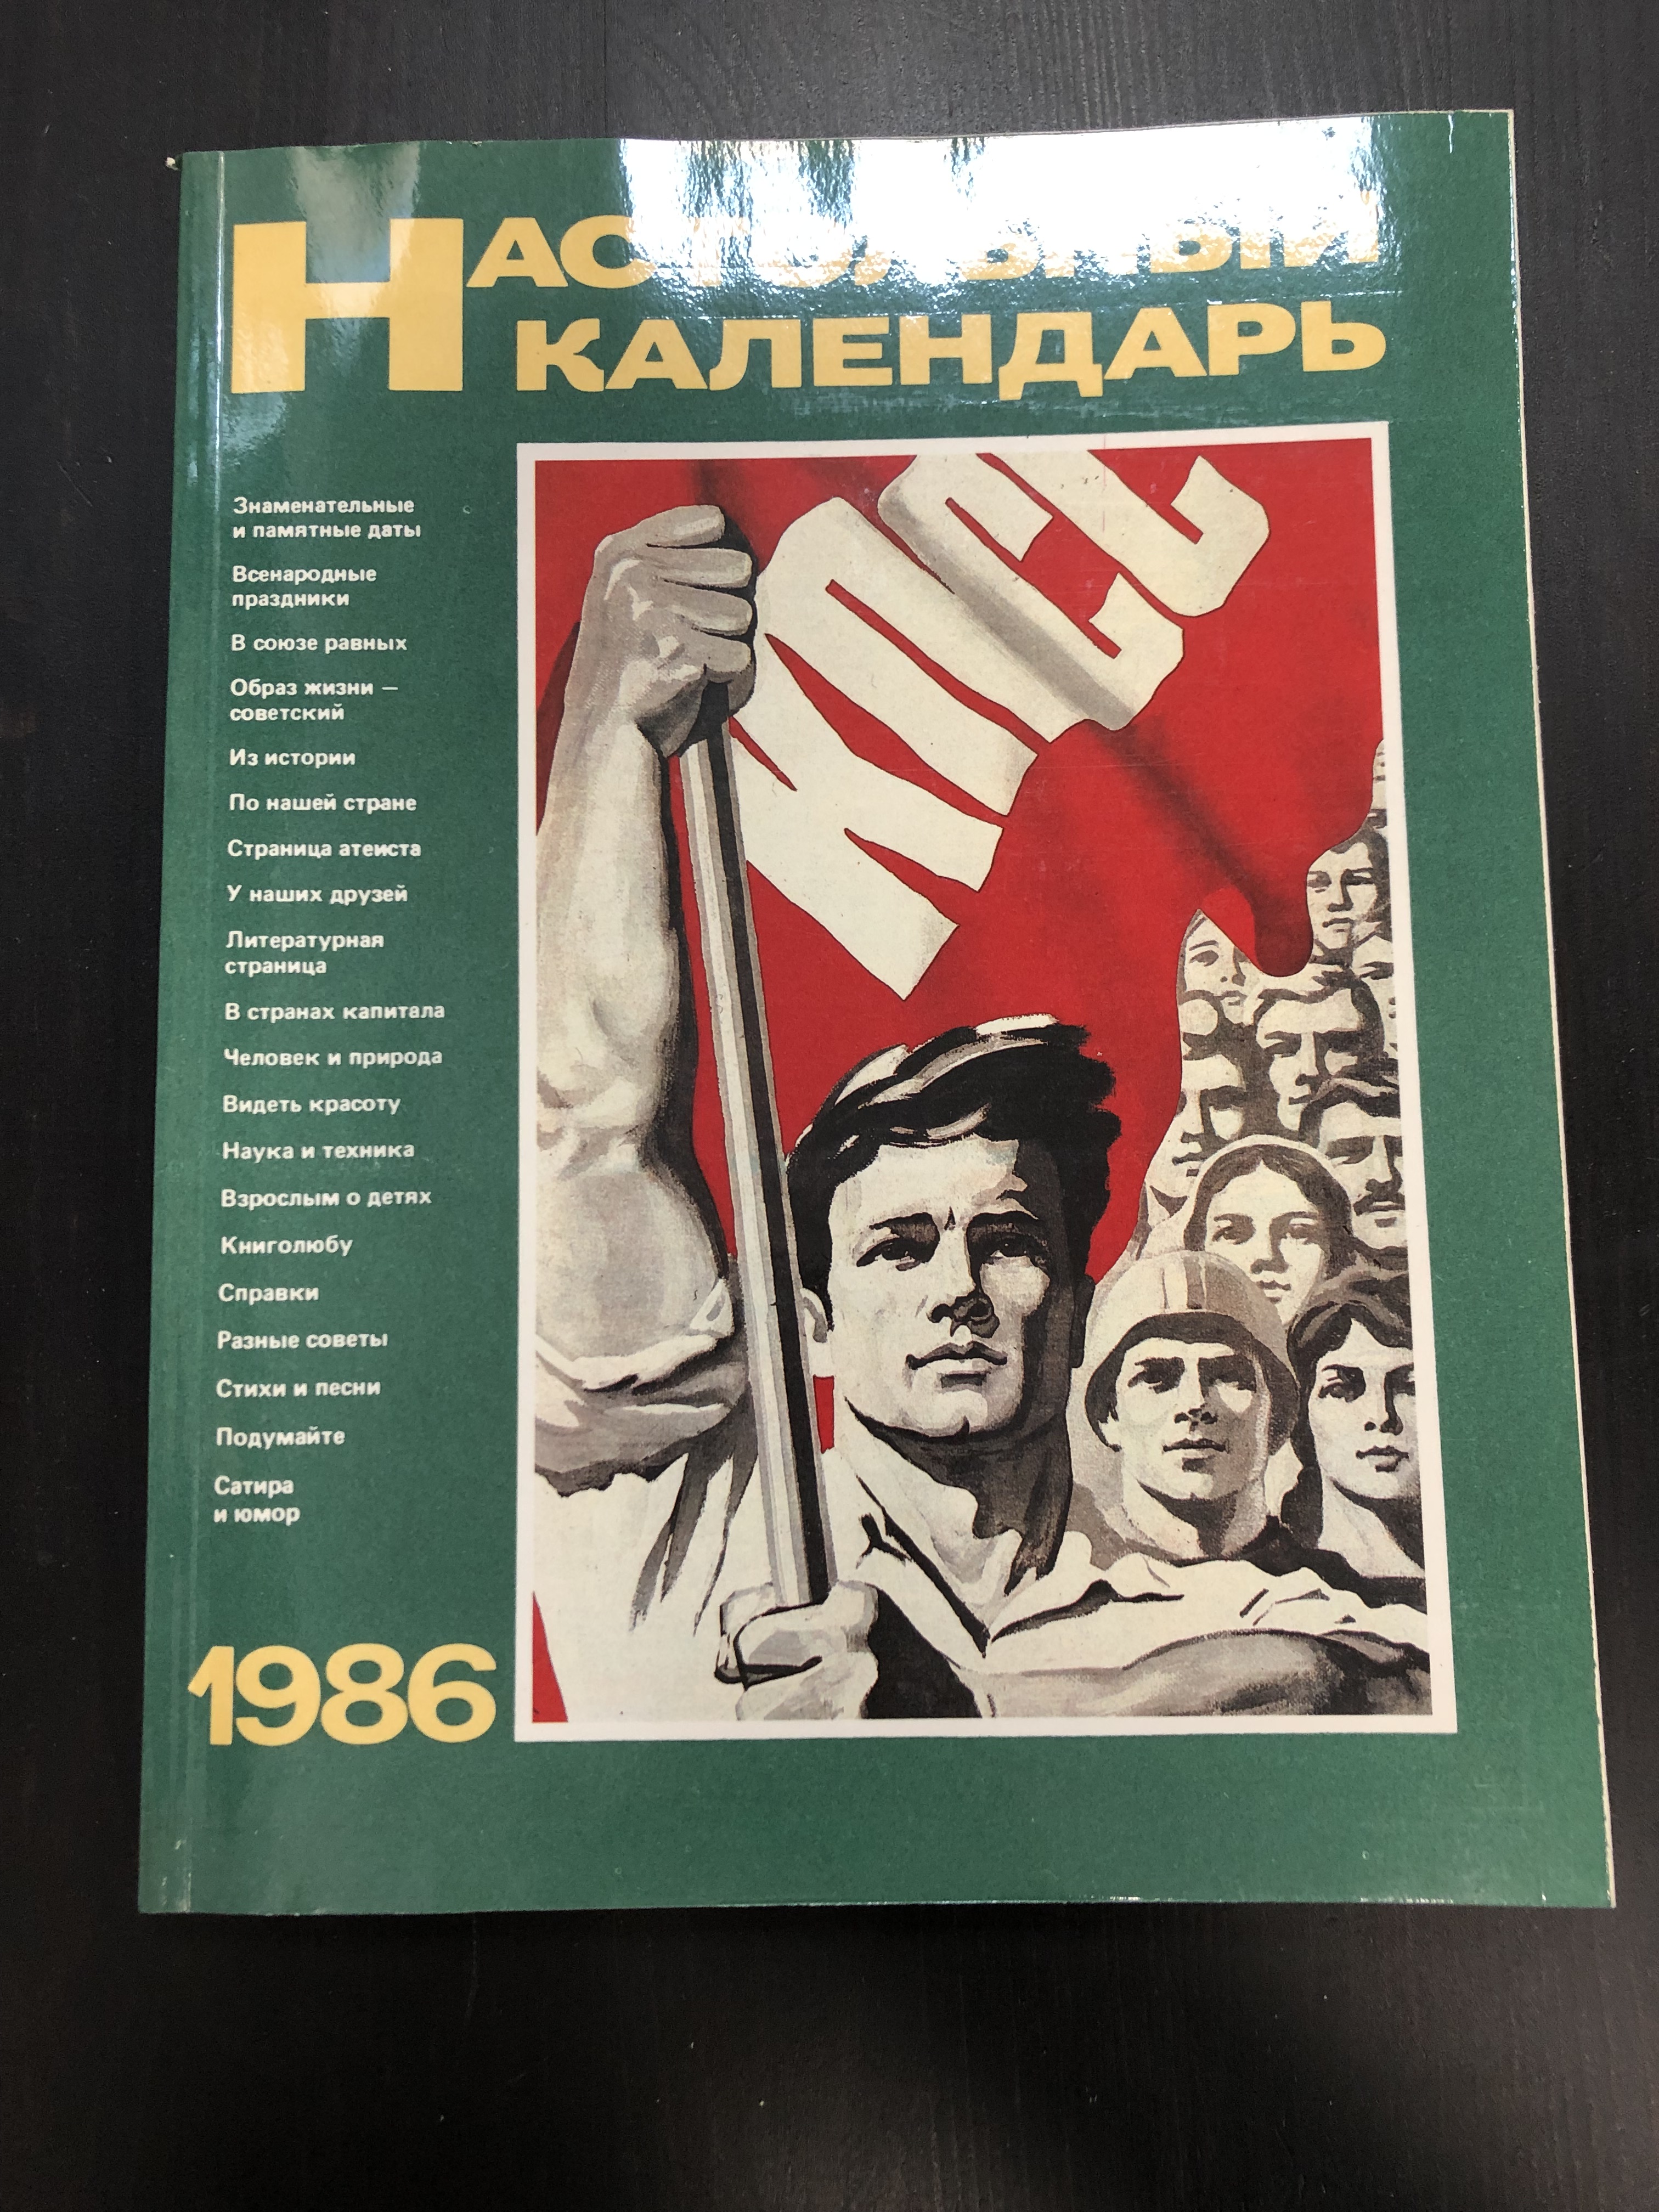 НАСТОЛЬНЫЙ
КАЛЕНДАРЬ
Знаменательные
и памятные даты
Всенародные
праздники
В союзе равных
Образ жизни —
советский
Из истории
По нашей стране
Страница атеиста
У наших друзей
Литературная
страница
В странах капитала
Человек и природа
Видеть красоту
Наука и техника
Взрослым о детях
Книголюбу
Справки
Разные советы
Стихи и песни
Подумайте
Сатира
и юмор
1986
КПСС